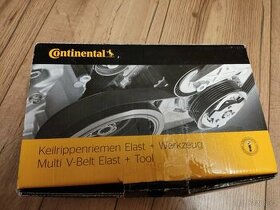 Continental
Keilrippenriemen Elast + Werkzeug
Multi V-Belt Elast + Tool